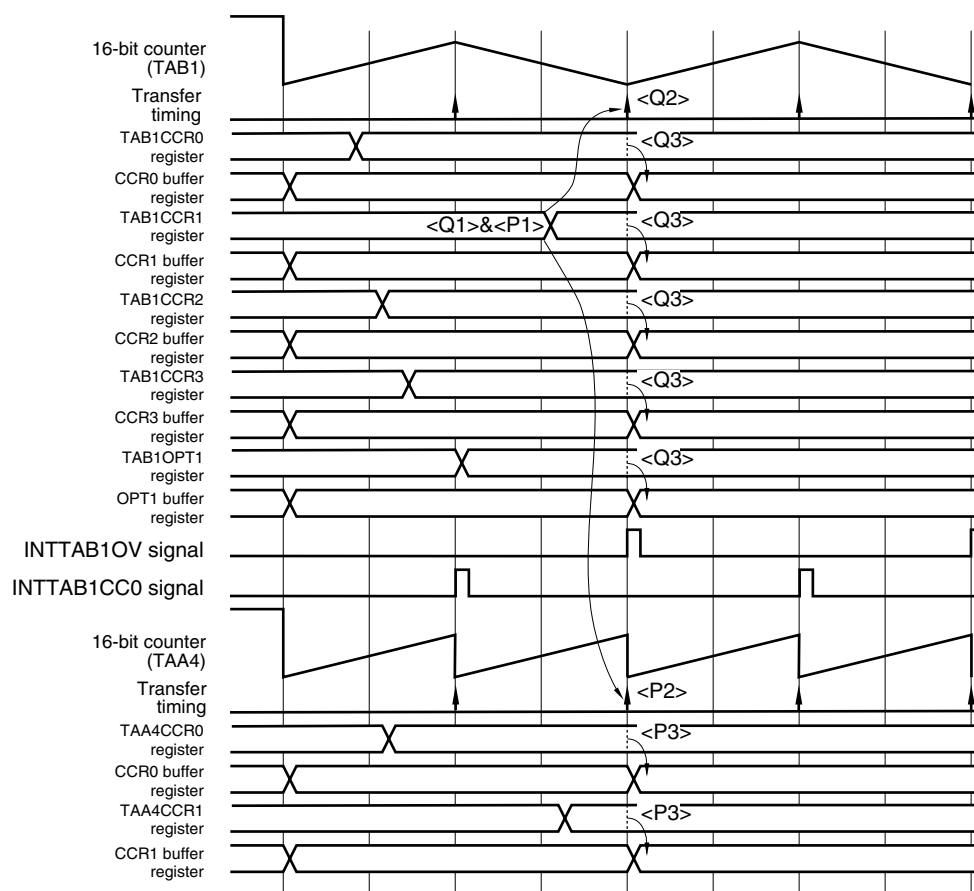 16-bit counter
(TAB1)
Transfer
timing
<Q2>
TAB1CCR0
register
<Q3>
CCR0 buffer
register
TAB1CCR1
register
<Q1>&<P1>
<Q3>
CCR1 buffer
register
TAB1CCR2
register
<Q3>
CCR2 buffer
register
TAB1CCR3
register
<Q3>
CCR3 buffer
register
TAB1OPT1
register
<Q3>
OPT1 buffer
register
INTTAB1OV signal
INTTAB1CC0 signal
16-bit counter
(TAA4)
Transfer
timing
<P2>
TAA4CCR0
register
<P3>
CCR0 buffer
register
TAA4CCR1
register
<P3>
CCR1 buffer
register